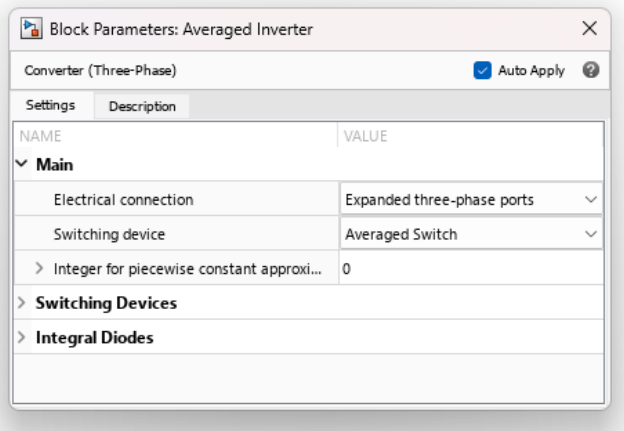 Block Parameters: Averaged Inverter
Converter (Three-Phase)
Auto Apply
Settings
Description
NAME
VALUE
Main
Electrical connection
Expanded three-phase ports
Switching device
Averaged Switch
Integer for piecewise constant approxi...
0
Switching Devices
Integral Diodes